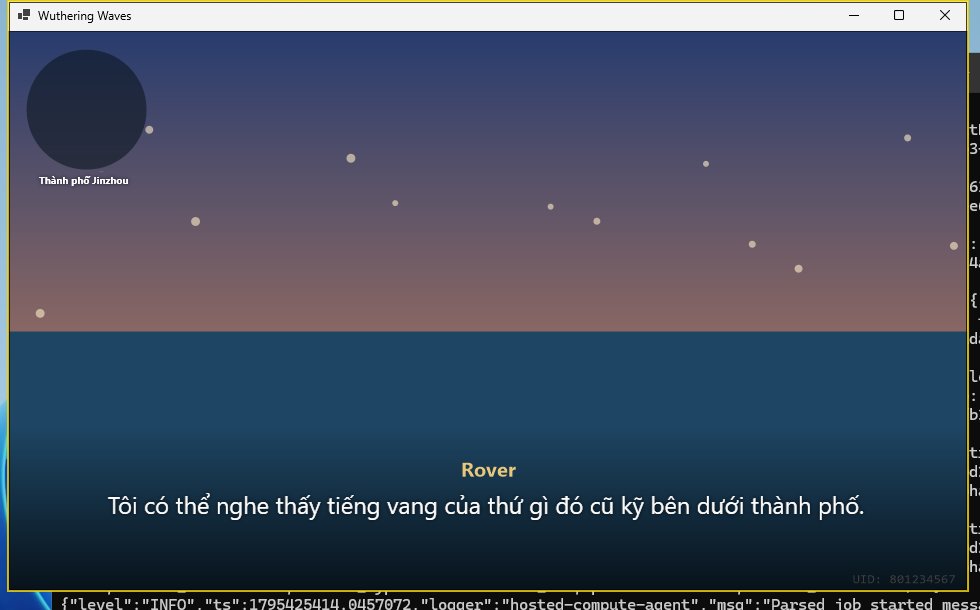 Wuthering Waves
Thành phố Jinzhou
Rover
Tôi có thể nghe thấy tiếng vang của thứ gì đó cũ kỹ bên dưới thành phố.
UID: 801234567
{"level":"INFO","ts":1795425414.0457072,"logger":"hosted-compute-agent","msg":"Parsed job started mes